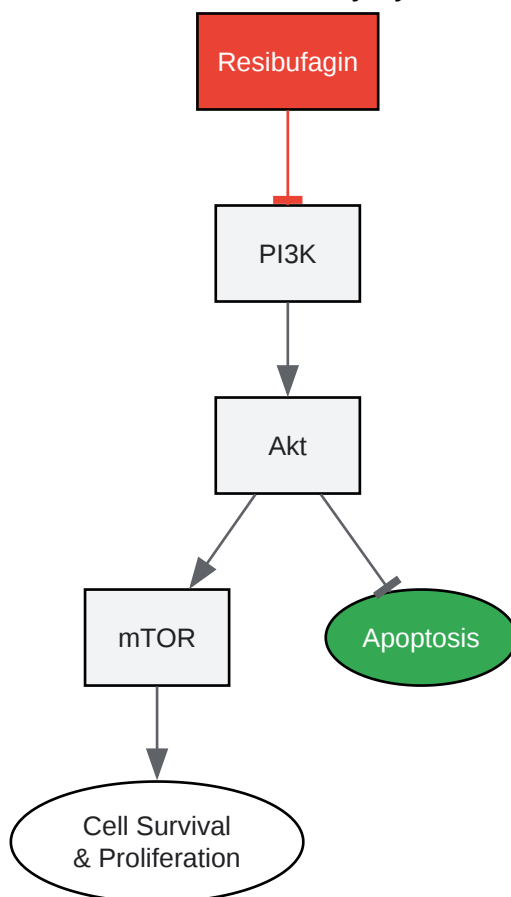 Resibufagin
PI3K
Akt
mTOR
Apoptosis
Cell Survival
& Proliferation